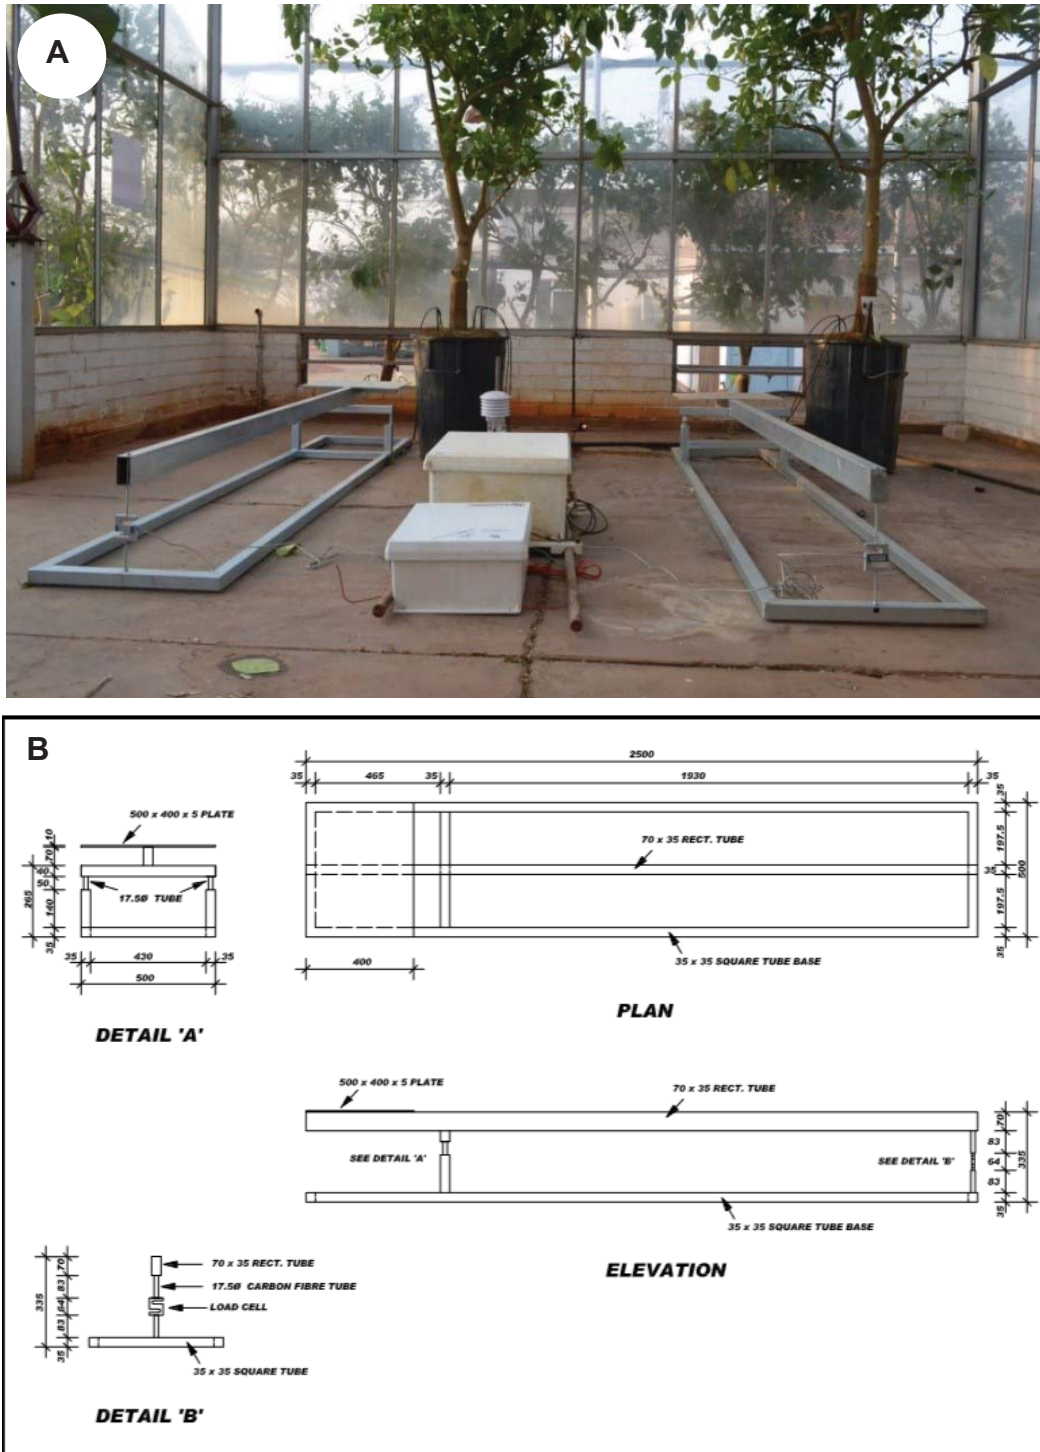 A
B
2500
35
465
35
1930
35
500 x 400 x 5 PLATE
10
70
40
50
265
140
35
17.5Ø TUBE
35
430
35
500
DETAIL 'A'
70 x 35 RECT. TUBE
35
197.5
35
500
197.5
35
400
35 x 35 SQUARE TUBE BASE
PLAN
500 x 400 x 5 PLATE
70 x 35 RECT. TUBE
SEE DETAIL 'A'
SEE DETAIL 'B'
70
83
64
335
83
35
35 x 35 SQUARE TUBE BASE
ELEVATION
70
83
335
64
83
35
70 x 35 RECT. TUBE
17.5Ø CARBON FIBRE TUBE
LOAD CELL
35 x 35 SQUARE TUBE
DETAIL 'B'